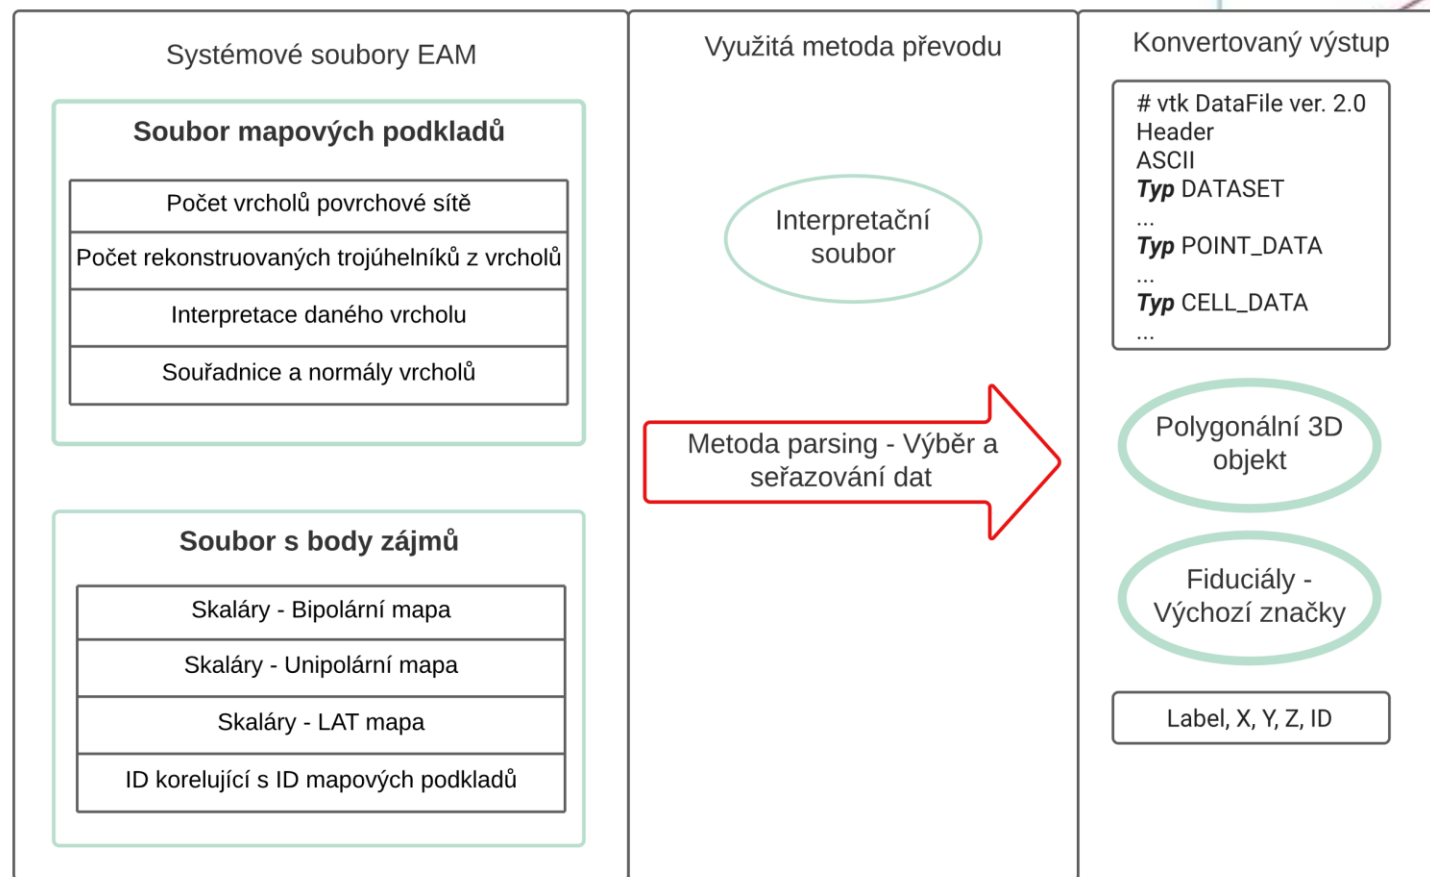 Systémové soubory EAM
Soubor mapových podkladů
Počet vrcholů povrchové sítě
Počet rekonstruovaných trojúhelníků z vrcholů
Interpretace daného vrcholu
Souřadnice a normály vrcholů
Soubor s body zájmů
Skaláry - Bipolární mapa
Skaláry - Unipolární mapa
Skaláry - LAT mapa
ID korelující s ID mapových podkladů
Využitá metoda převodu
Interpretační
soubor
Metoda parsing - Výběr a
seřazování dat
Konvertovaný výstup
# vtk DataFile ver. 2.0
Header
ASCII
Typ DATASET
...
Typ POINT_DATA
...
Typ CELL_DATA
...
Polygonální 3D
objekt
Fiduciály -
Výchozí značky
Label, X, Y, Z, ID